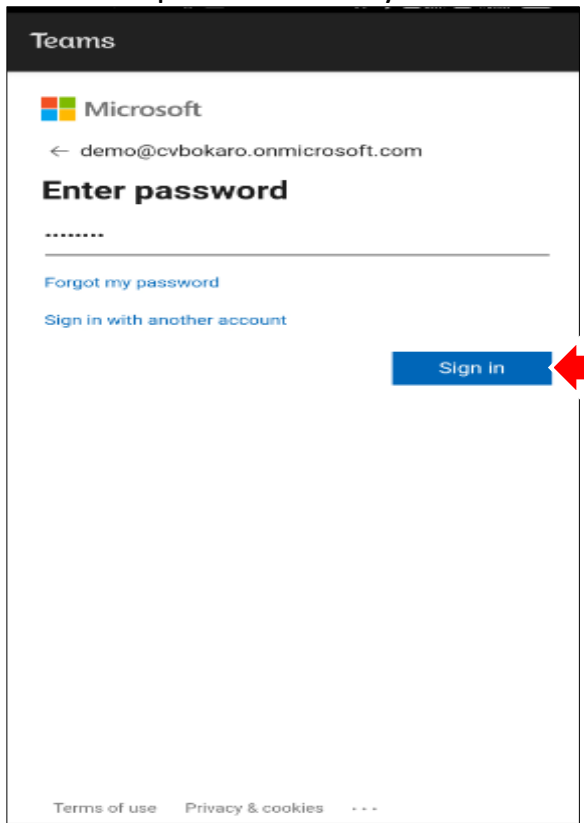 Teams
Microsoft
← demo@cvbokaro.onmicrosoft.com
Enter password
........
Forgot my password
Sign in with another account
Sign in
Terms of use Privacy & cookies ...